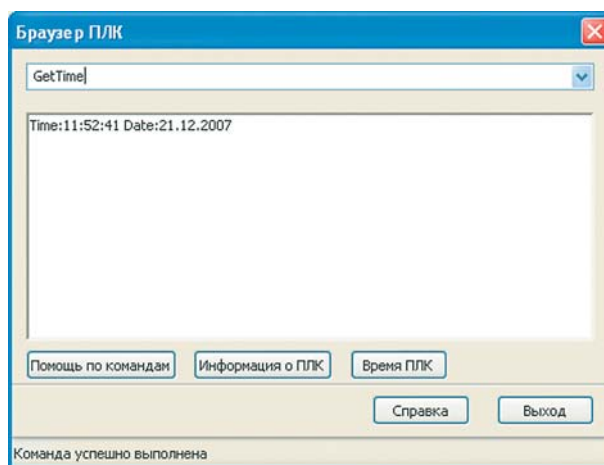 Браузер ПЛК
GetTime
Time:11:52:41 Date:21.12.2007
Помощь по командам Информация о ПЛК Время ПЛК
Справка Выход
Команда успешно выполнена